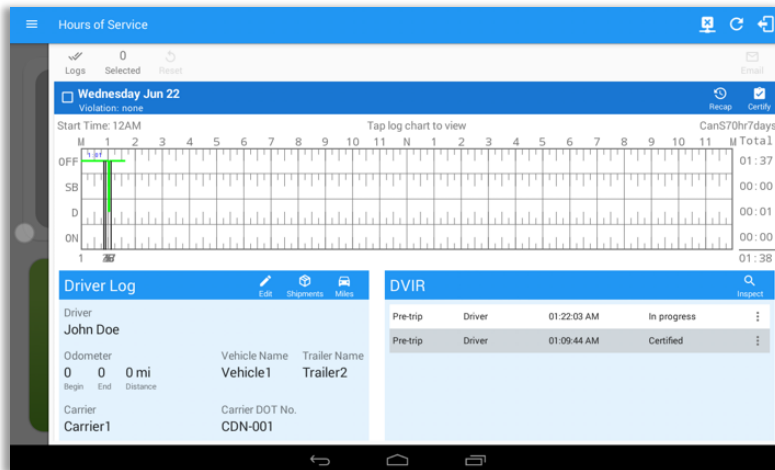 Hours of Service
Logs
0
Selected
Reset
Email
Wednesday Jun 22
Violation: none
Recap
Certify
Start Time: 12AM
Tap log chart to view
CanS70hr7days
M 1 2 3 4 5 6 7 8 9 10 11 N 1 2 3 4 5 6 7 8 9 10 11 M Total
OFF 01:37
SB 00:00
D 00:01
ON 00:00
01:38
Driver Log
Edit
Shipments
Miles
DVIR
Inspect
Driver
John Doe
Odometer
0 0 0 mi
Begin End Distance
Vehicle Name
Vehicle1
Trailer Name
Trailer2
Carrier
Carrier1
Carrier DOT No.
CDN-001
Pre-trip Driver 01:22:03 AM In progress
Pre-trip Driver 01:09:44 AM Certified